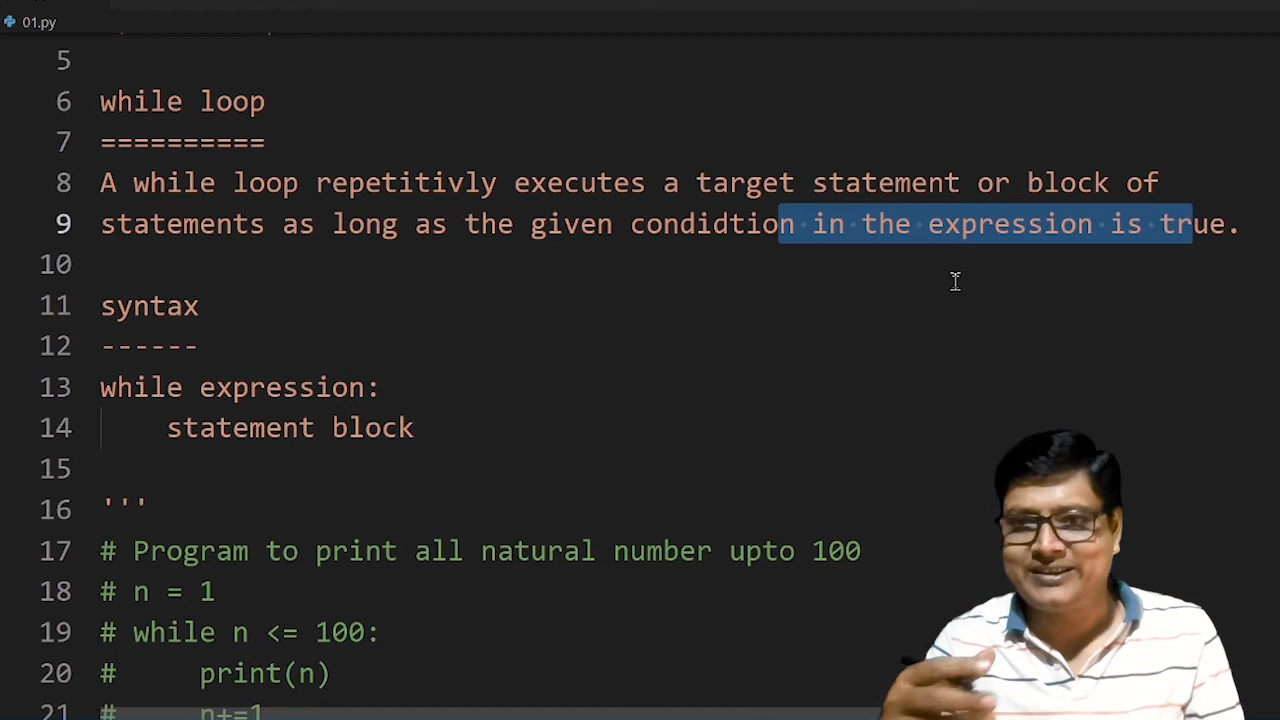 01.py
5
6 while loop
7 ==========
8 A while loop repetitivly executes a target statement or block of
9 statements as long as the given condidtion in the expression is true.
10
11 syntax
12 ------
13 while expression:
14 statement block
15
16 '''
17 # Program to print all natural number upto 100
18 # n = 1
19 # while n <= 100:
20 # print(n)
21 # n+=1